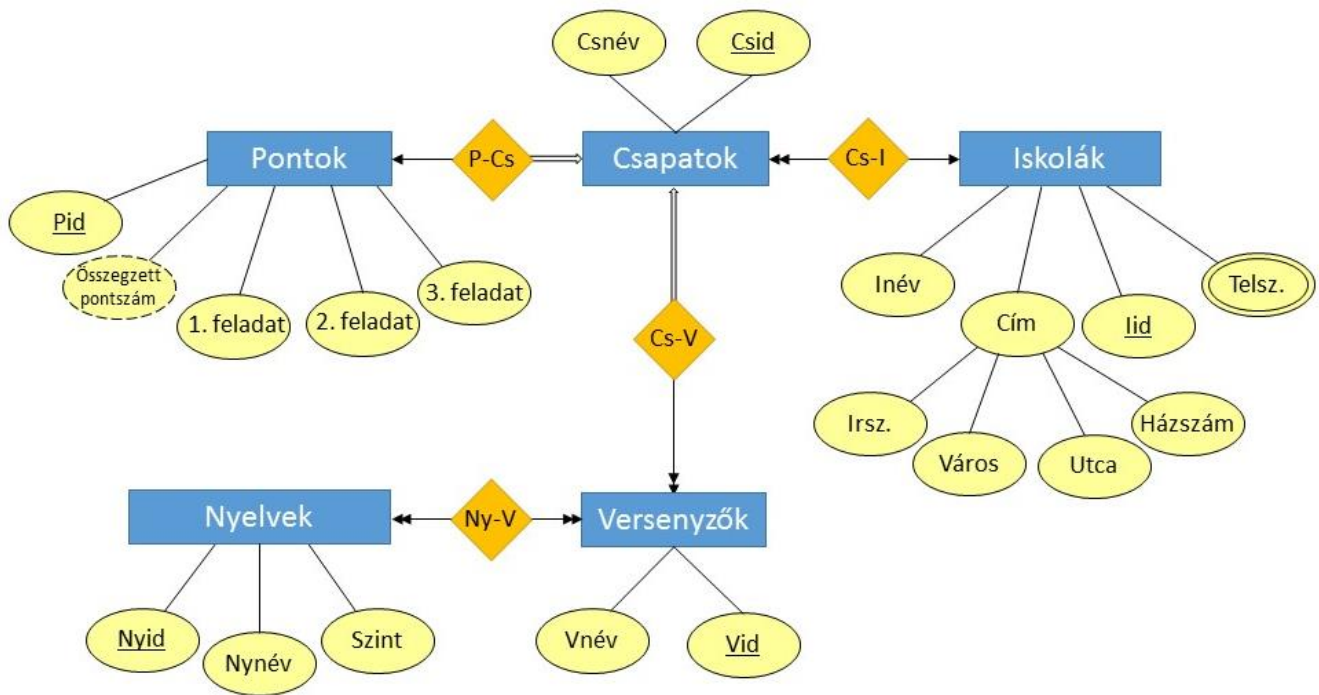 Csnév
Csid
Pontok
P-Cs
Csapatok
Cs-I
Iskolák
Pid
Összegzett
pontszám
1. feladat
2. feladat
3. feladat
Inév
Cím
Iid
Telsz.
Cs-V
Irsz.
Város
Utca
Házszám
Nyelvek
Ny-V
Versenyzők
Nyid
Nynév
Szint
Vnév
Vid